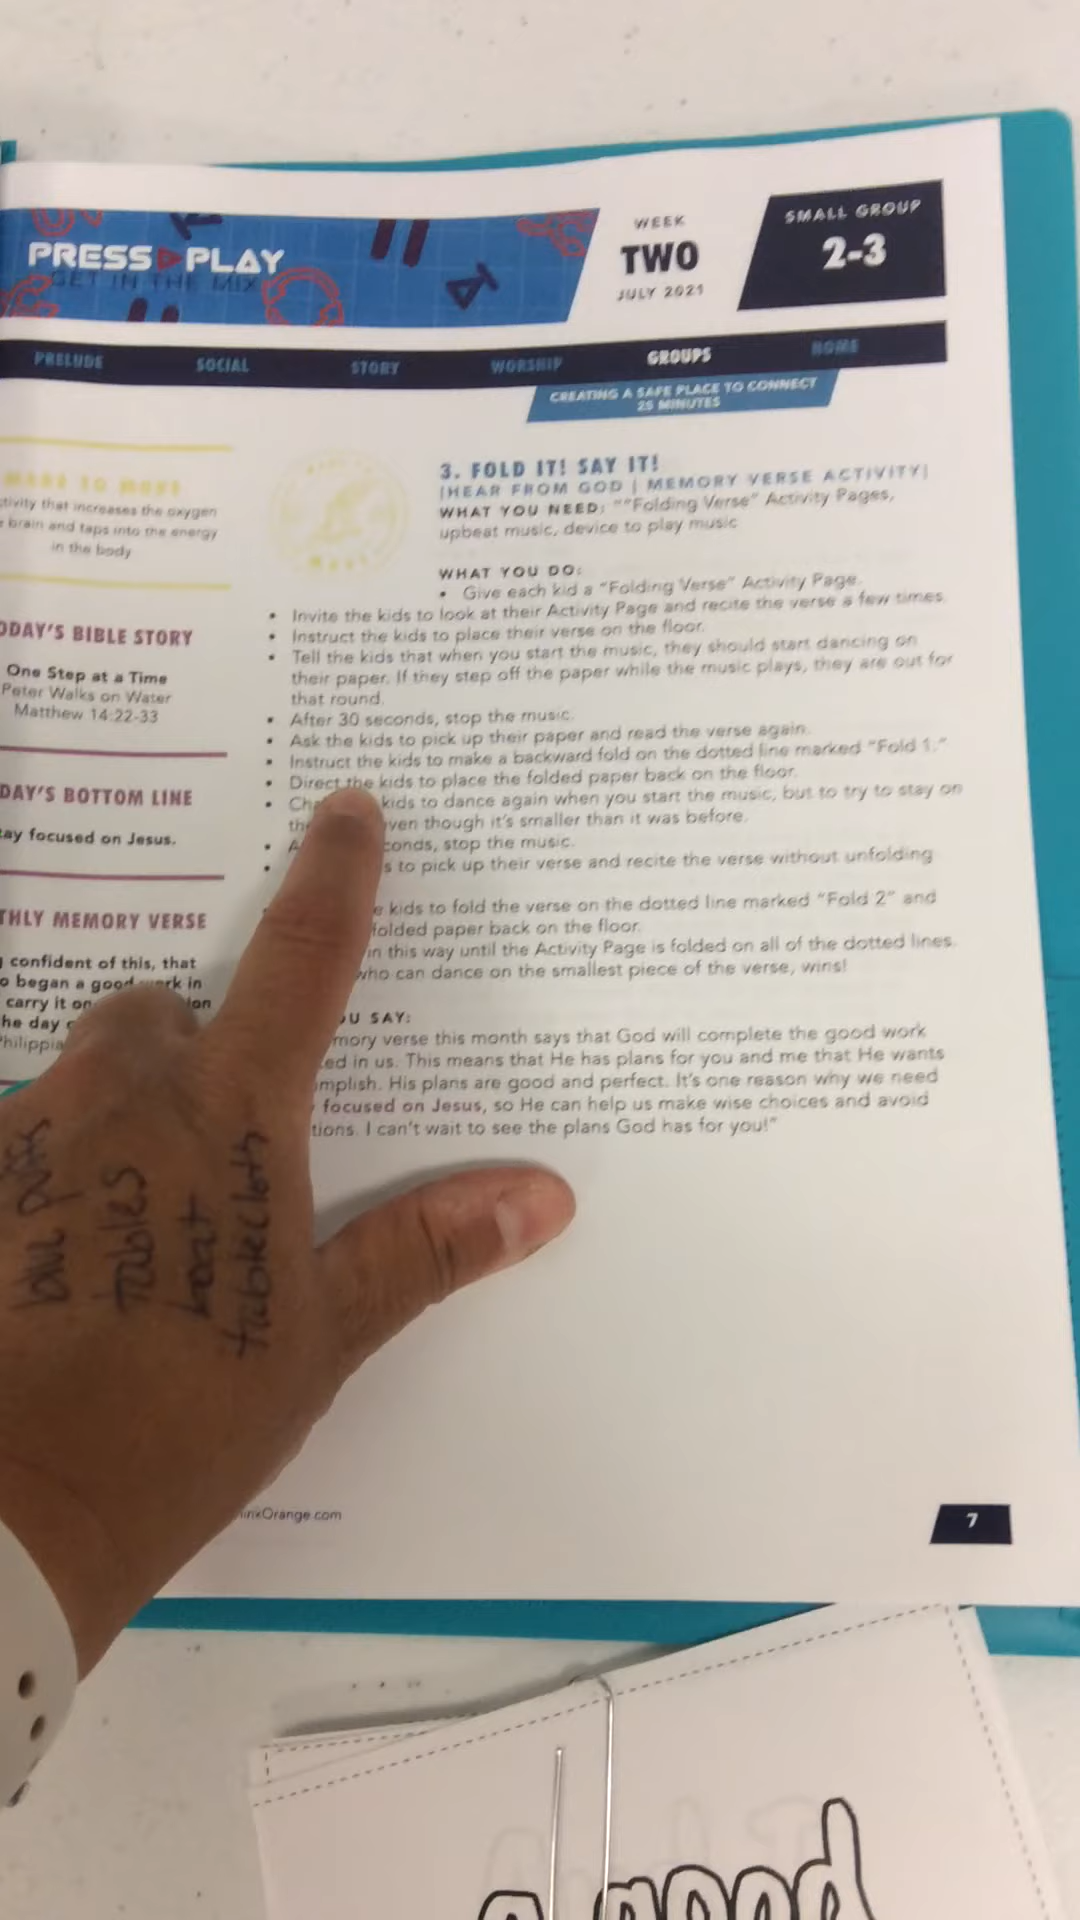 PRESS PLAY
GET IN THE MIX
WEEK
TWO
JULY 2021
SMALL GROUP
2-3
PRELUDE
SOCIAL
STORY
WORSHIP
GROUPS
HOME
CREATING A SAFE PLACE TO CONNECT
25 MINUTES
MADE TO MOVE
tivity that increases the oxygen
brain and taps into the energy
in the body
ODAY'S BIBLE STORY
One Step at a Time
Peter Walks on Water
Matthew 14:22-33
DAY'S BOTTOM LINE
ay focused on Jesus.
THLY MEMORY VERSE
confident of this, that
o began a good work in
carry it on ion
he day
Philippia
3. FOLD IT! SAY IT!
[HEAR FROM GOD | MEMORY VERSE ACTIVITY]
WHAT YOU NEED: ""Folding Verse" Activity Pages,
upbeat music, device to play music
WHAT YOU DO:
• Give each kid a "Folding Verse" Activity Page.
• Invite the kids to look at their Activity Page and recite the verse a few times.
• Instruct the kids to place their verse on the floor.
• Tell the kids that when you start the music, they should start dancing on
their paper. If they step off the paper while the music plays, they are out for
that round.
• After 30 seconds, stop the music.
• Ask the kids to pick up their paper and read the verse again.
• Instruct the kids to make a backward fold on the dotted line marked "Fold 1."
• Direct the kids to place the folded paper back on the floor.
• Cha kids to dance again when you start the music, but to try to stay on
the ven though it's smaller than it was before.
• A conds, stop the music.
• s to pick up their verse and recite the verse without unfolding
e kids to fold the verse on the dotted line marked "Fold 2" and
folded paper back on the floor.
in this way until the Activity Page is folded on all of the dotted lines.
who can dance on the smallest piece of the verse, wins!
OU SAY:
mory verse this month says that God will complete the good work
ed in us. This means that He has plans for you and me that He wants
mplish. His plans are good and perfect. It's one reason why we need
focused on Jesus, so He can help us make wise choices and avoid
tions. I can't wait to see the plans God has for you!"
blue puffs
tables
boat
tablecloth
inkOrange.com
7
a good